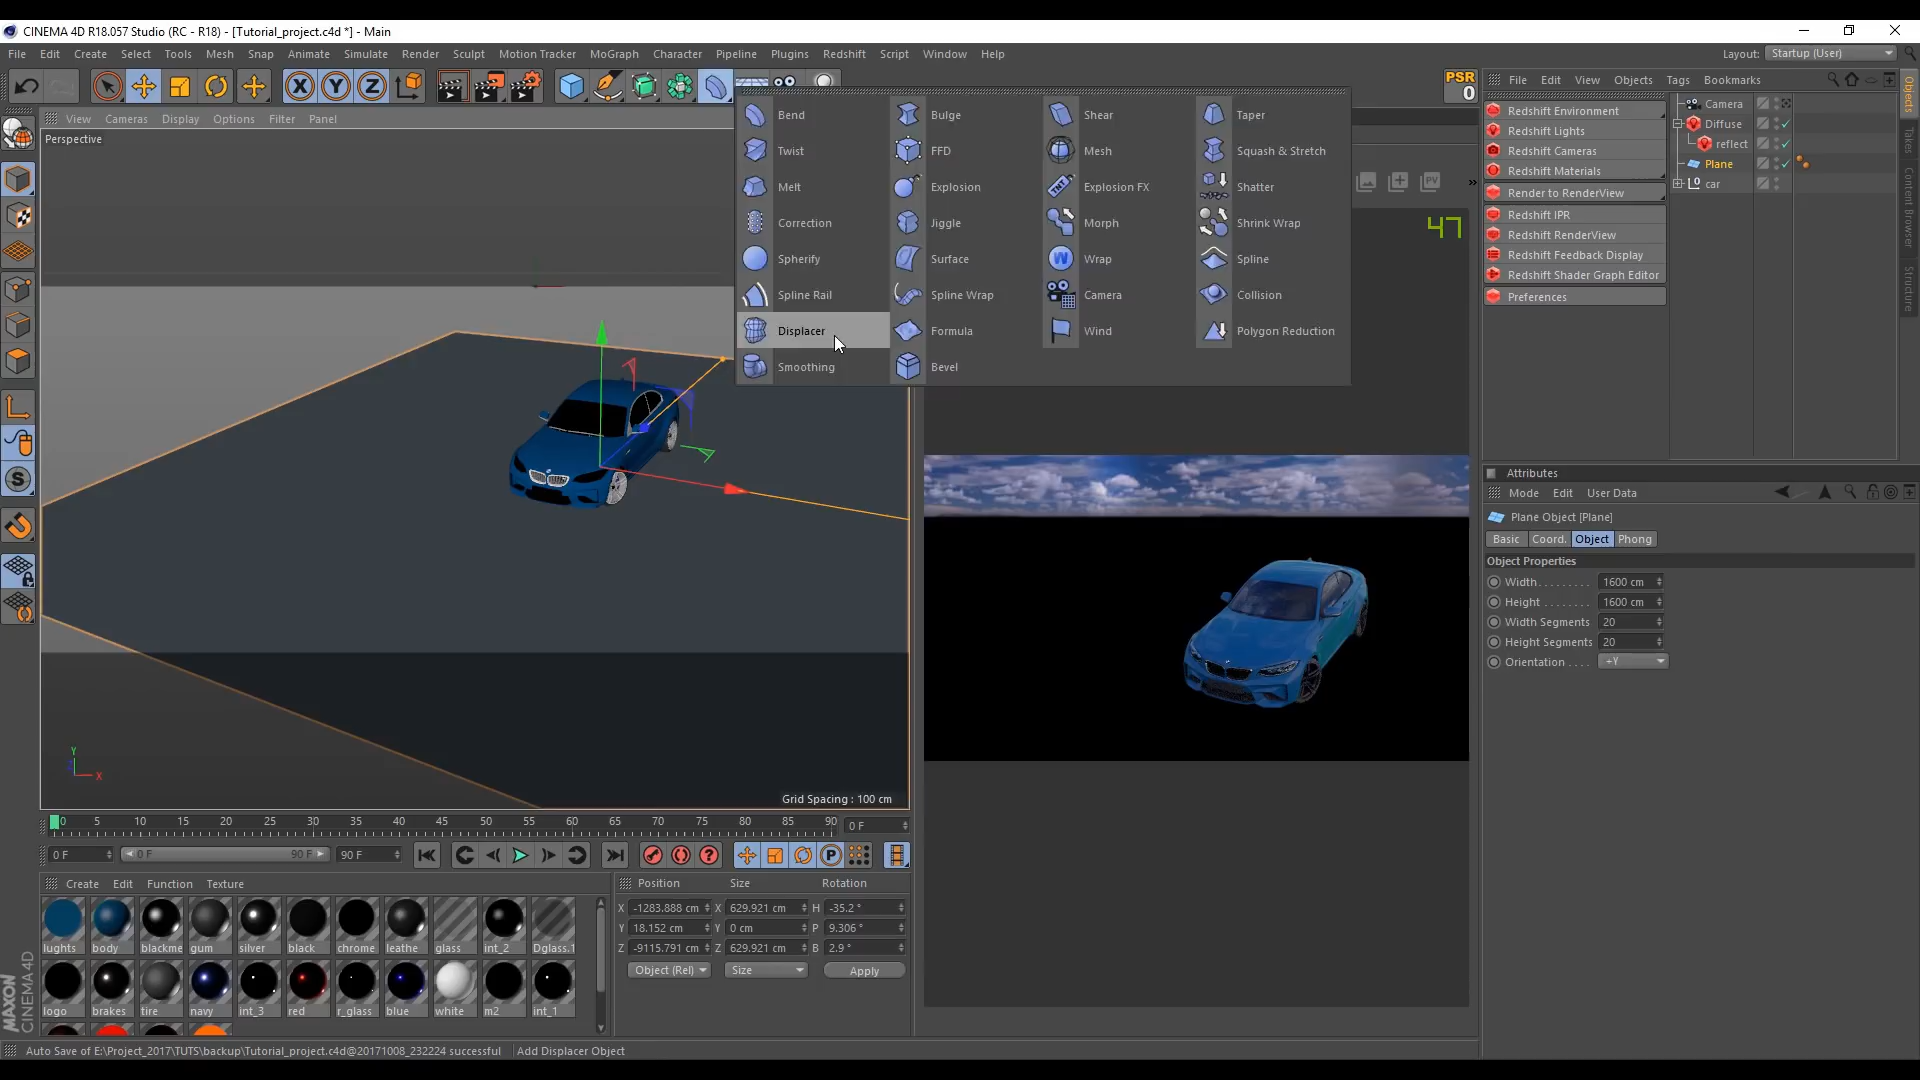 CINEMA 4D R18.057 Studio (RC - R18) - [Tutorial_project.c4d *] - Main
File Edit Create Select Tools Mesh Snap Animate Simulate Render Sculpt Motion Tracker MoGraph Character Pipeline Plugins Redshift Script Window Help
Layout: Startup (User)
X Y Z
PSR
0
File Edit View Objects Tags Bookmarks
View Cameras Display Options Filter Panel
Perspective
Bend Bulge Shear Taper
Twist FFD Mesh Squash & Stretch
Melt Explosion Explosion FX Shatter
Correction Jiggle Morph Shrink Wrap
Spherify Surface Wrap Spline
Spline Rail Spline Wrap Camera Collision
Displacer Formula Wind Polygon Reduction
Smoothing Bevel
PV »
47
Redshift Environment
Redshift Lights
Redshift Cameras
Redshift Materials
Render to RenderView
Redshift IPR
Redshift RenderView
Redshift Feedback Display
Redshift Shader Graph Editor
Preferences
Camera
Diffuse
reflect
Plane
car
Objects
Takes
Content Browser
Structure
Attributes
Mode Edit User Data
Plane Object [Plane]
Basic Coord. Object Phong
Object Properties
Width . . . . . . . . 1600 cm
Height . . . . . . . . 1600 cm
Width Segments 20
Height Segments 20
Orientation . . . . +Y
Y
X
Grid Spacing : 100 cm
0 5 10 15 20 25 30 35 40 45 50 55 60 65 70 75 80 85 90 0 F
0 F 0 F 90 F 90 F
Create Edit Function Texture
lughts body blackme gum silver black chrome leathe glass int_2 Dglass.1
logo brakes tire navy int_3 red r_glass blue white m2 int_1
Position Size Rotation
X -1283.888 cm X 629.921 cm H -35.2 °
Y 18.152 cm Y 0 cm P 9.306 °
Z -9115.791 cm Z 629.921 cm B 2.9 °
Object (Rel) Size Apply
MAXON
CINEMA 4D
Auto Save of E:\Project_2017\TUTS\backup\Tutorial_project.c4d@20171008_232224 successful Add Displacer Object